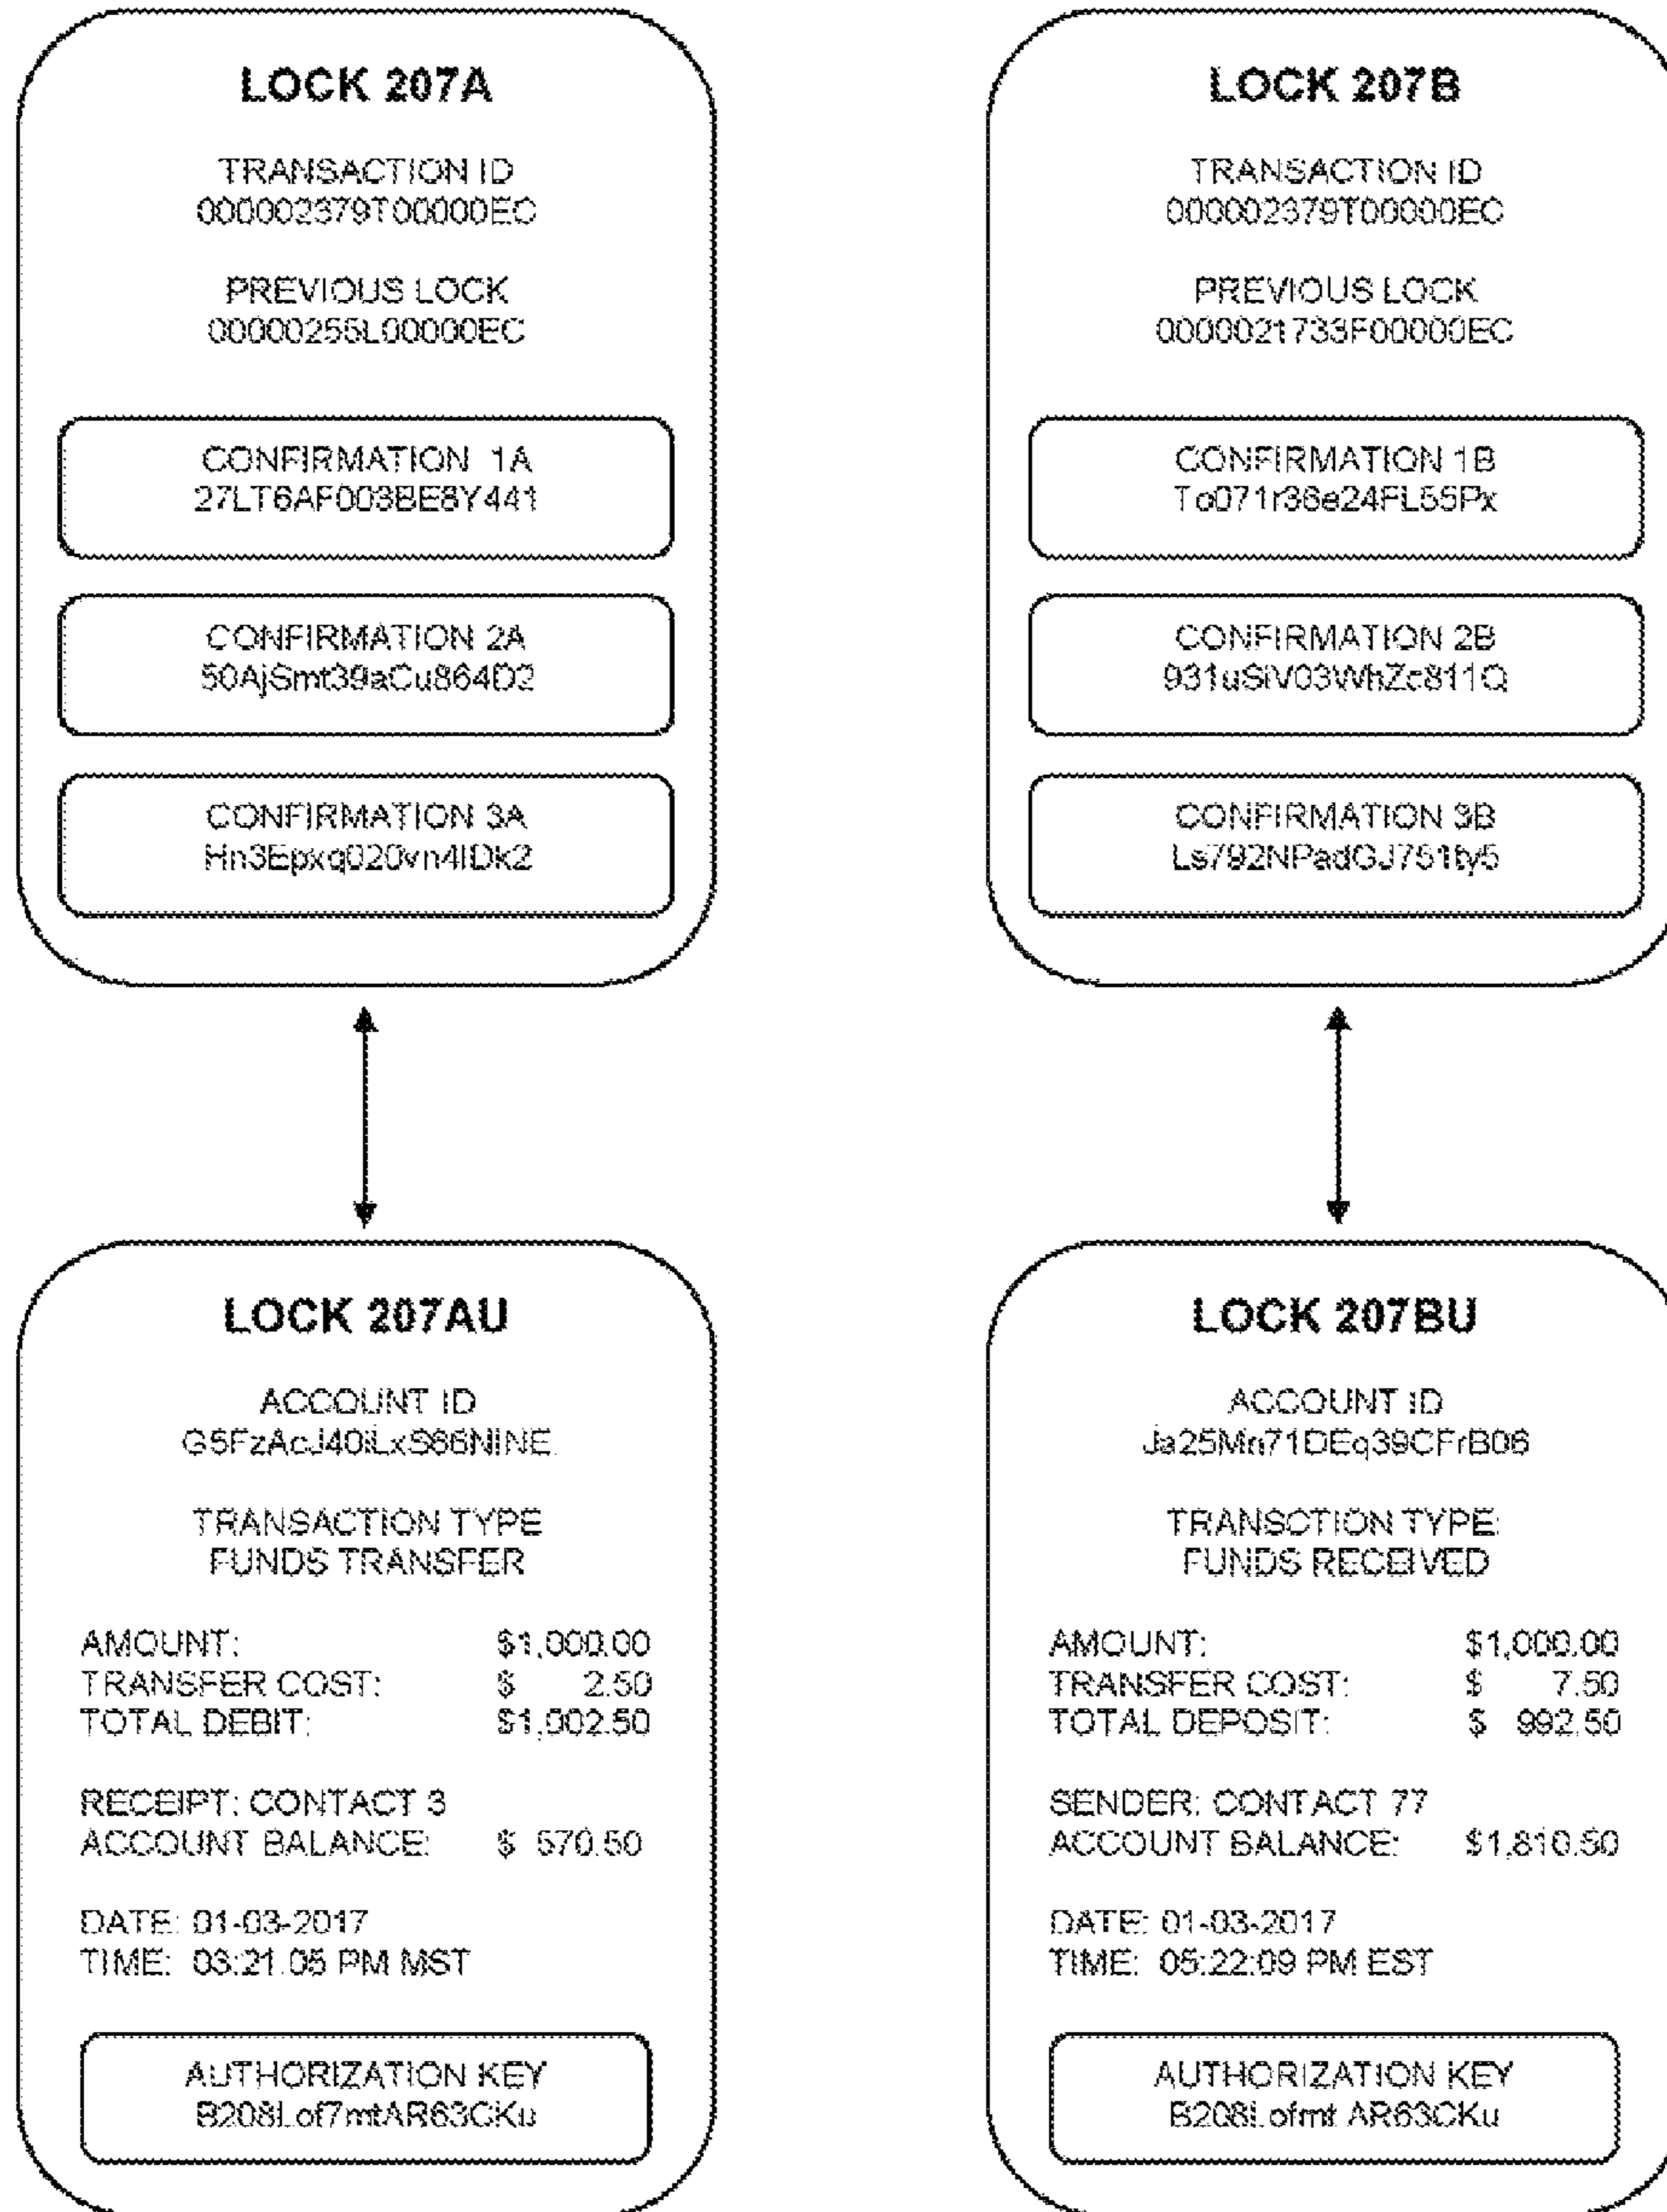 LOCK 207A
TRANSACTION ID
000002379T00000EC
PREVIOUS LOCK
00000255L00000EC
CONFIRMATION 1A
27LT6AF003BE8Y441
CONFIRMATION 2A
50AjSmt39aCu864D2
CONFIRMATION 3A
Hn3Epxq020vn4IDk2
LOCK 207B
TRANSACTION ID
000002379T00000EC
PREVIOUS LOCK
0000021733F00000EC
CONFIRMATION 1B
To071r36e24FL55Px
CONFIRMATION 2B
931uSiV03WhZc811Q
CONFIRMATION 3B
LOCK 207AU
ACCOUNT ID
TRANSACTION TYPE
FUNDS TRANSFER
AMOUNT: $1,000.00
TRANSFER COST: $ 2.50
TOTAL DEBIT: $1,002.50
RECEIPT: CONTACT 3
ACCOUNT BALANCE: $ 570.50
DATE: 01-03-2017
TIME: 03:21:05 PM MST
AUTHORIZATION KEY
B208Lof7mtAR63CKu
LOCK 207BU
ACCOUNT ID
Ja25Mn71DEq39CFrB06
TRANSCTION TYPE:
FUNDS RECEIVED
AMOUNT: $1,000.00
TRANSFER COST: $ 7.50
TOTAL DEPOSIT: $ 992.50
SENDER: CONTACT 77
ACCOUNT BALANCE: $1,810.50
DATE: 01-03-2017
TIME: 05:22:09 PM EST
AUTHORIZATION KEY
B208Lofmt AR63CKu